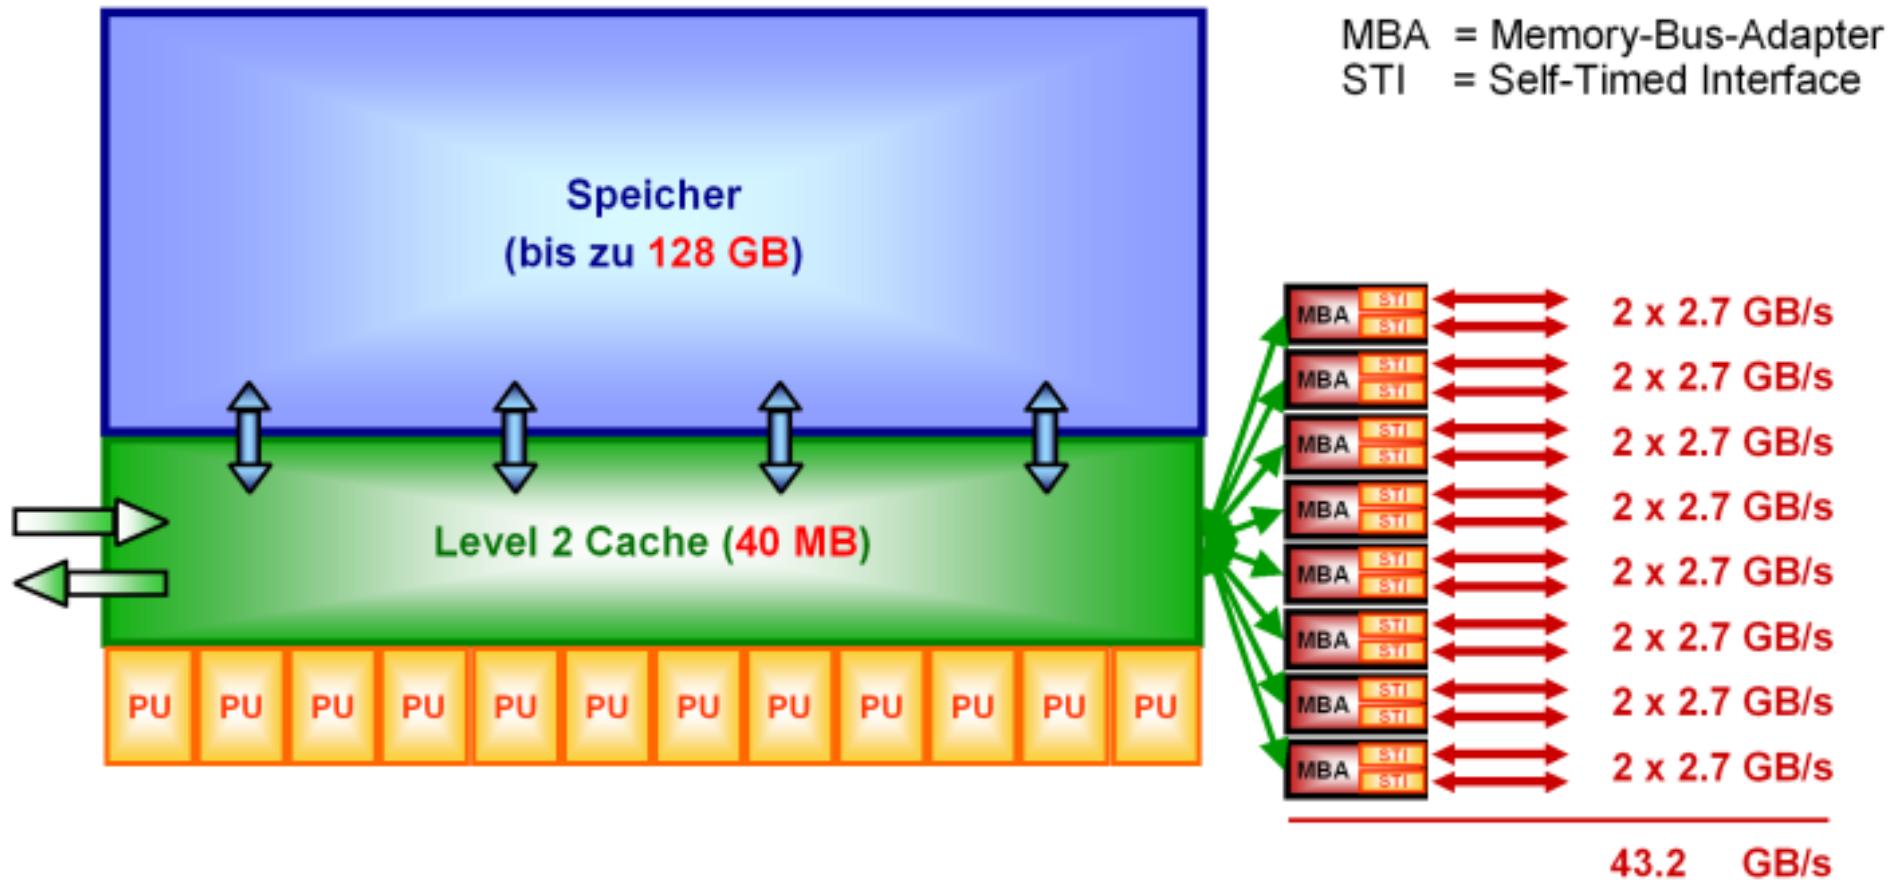 MBA = Memory-Bus-Adapter
STI = Self-Timed Interface
Speicher
(bis zu 128 GB)
Level 2 Cache (40 MB)
PU PU PU PU PU PU PU PU PU PU PU PU
MBA STI STI 2 x 2.7 GB/s
MBA STI STI 2 x 2.7 GB/s
MBA STI STI 2 x 2.7 GB/s
MBA STI STI 2 x 2.7 GB/s
MBA STI STI 2 x 2.7 GB/s
MBA STI STI 2 x 2.7 GB/s
MBA STI STI 2 x 2.7 GB/s
MBA STI STI 2 x 2.7 GB/s
43.2 GB/s